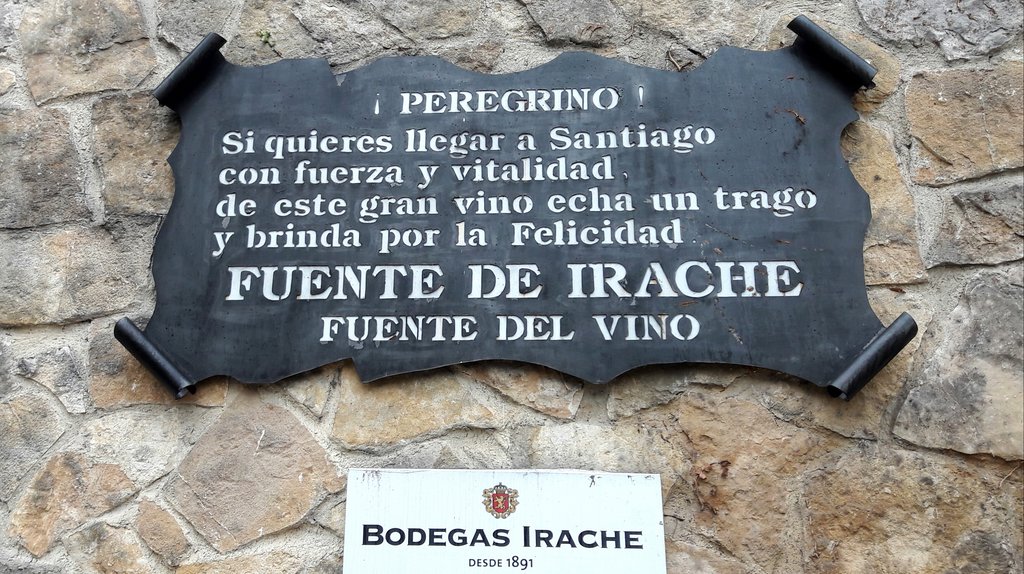 ¡ PEREGRINO !
Si quieres llegar a Santiago
con fuerza y vitalidad,
de este gran vino echa un trago
y brinda por la Felicidad.
FUENTE DE IRACHE
FUENTE DEL VINO
BODEGAS IRACHE
DESDE 1891